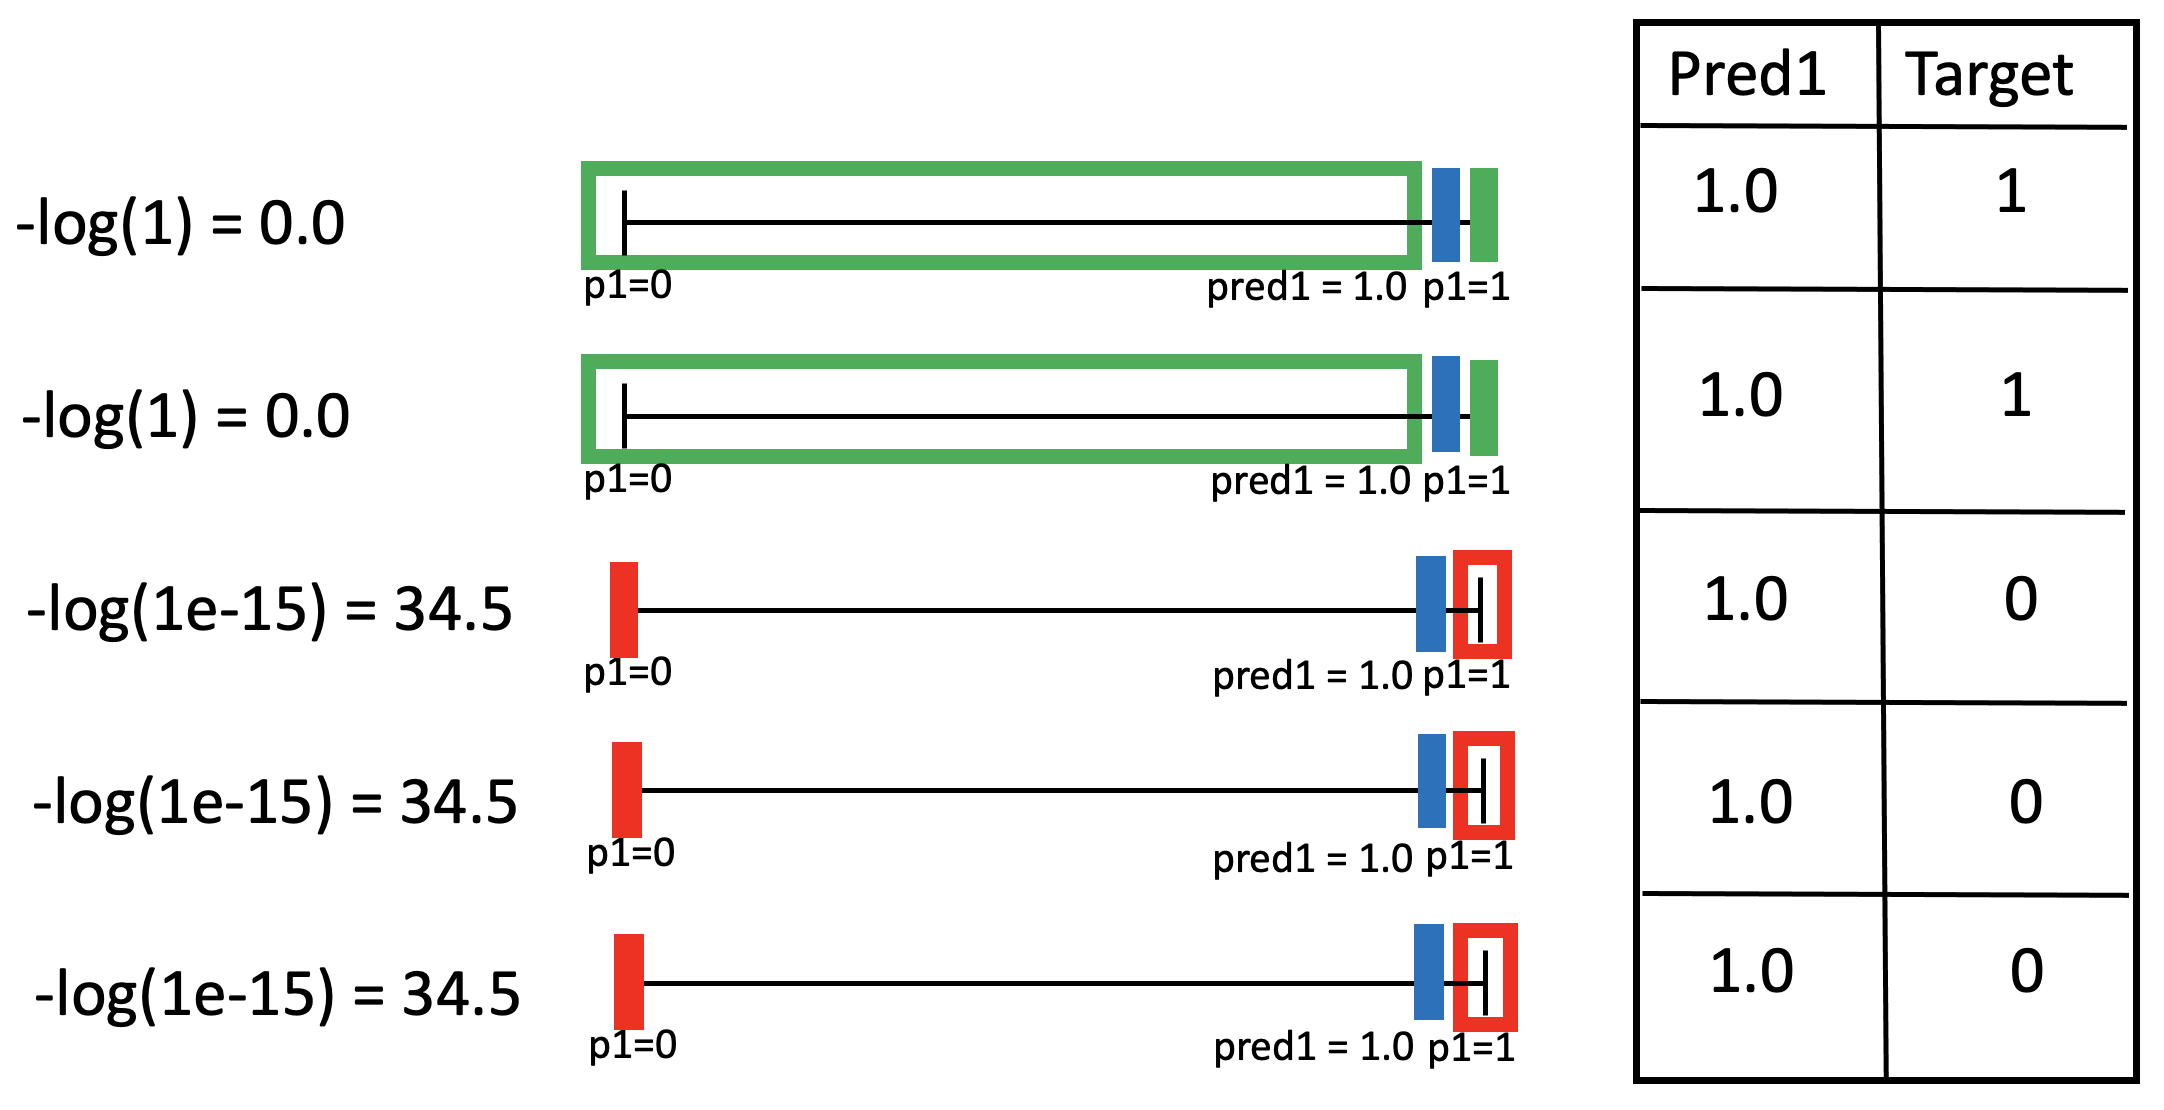 Pred1 Target
-log(1) = 0.0 1.0 1
p1=0 pred1 = 1.0 p1=1
-log(1) = 0.0 1.0 1
p1=0 pred1 = 1.0 p1=1
-log(1e-15) = 34.5 1.0 0
p1=0 pred1 = 1.0 p1=1
-log(1e-15) = 34.5 1.0 0
p1=0 pred1 = 1.0 p1=1
-log(1e-15) = 34.5 1.0 0
p1=0 pred1 = 1.0 p1=1